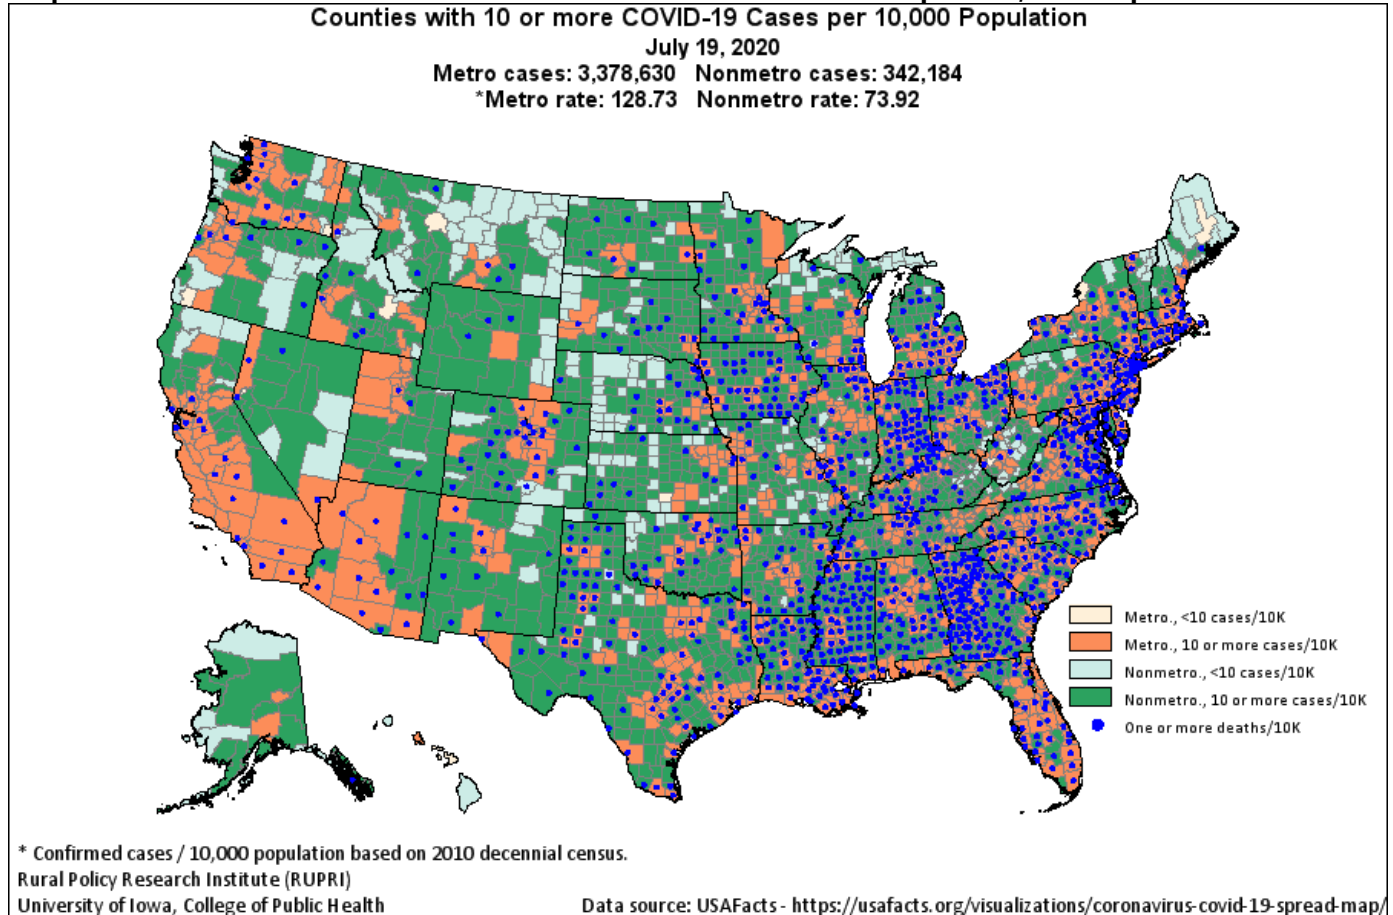 Counties with 10 or more COVID-19 Cases per 10,000 Population
July 19, 2020
Metro cases: 3,378,630 Nonmetro cases: 342,184
*Metro rate: 128.73 Nonmetro rate: 73.92
Metro., <10 cases/10K
Metro., 10 or more cases/10K
Nonmetro., <10 cases/10K
Nonmetro., 10 or more cases/10K
One or more deaths/10K
* Confirmed cases / 10,000 population based on 2010 decennial census.
Rural Policy Research Institute (RUPRI)
University of Iowa, College of Public Health
Data source: USAFacts - https://usafacts.org/visualizations/coronavirus-covid-19-spread-map/